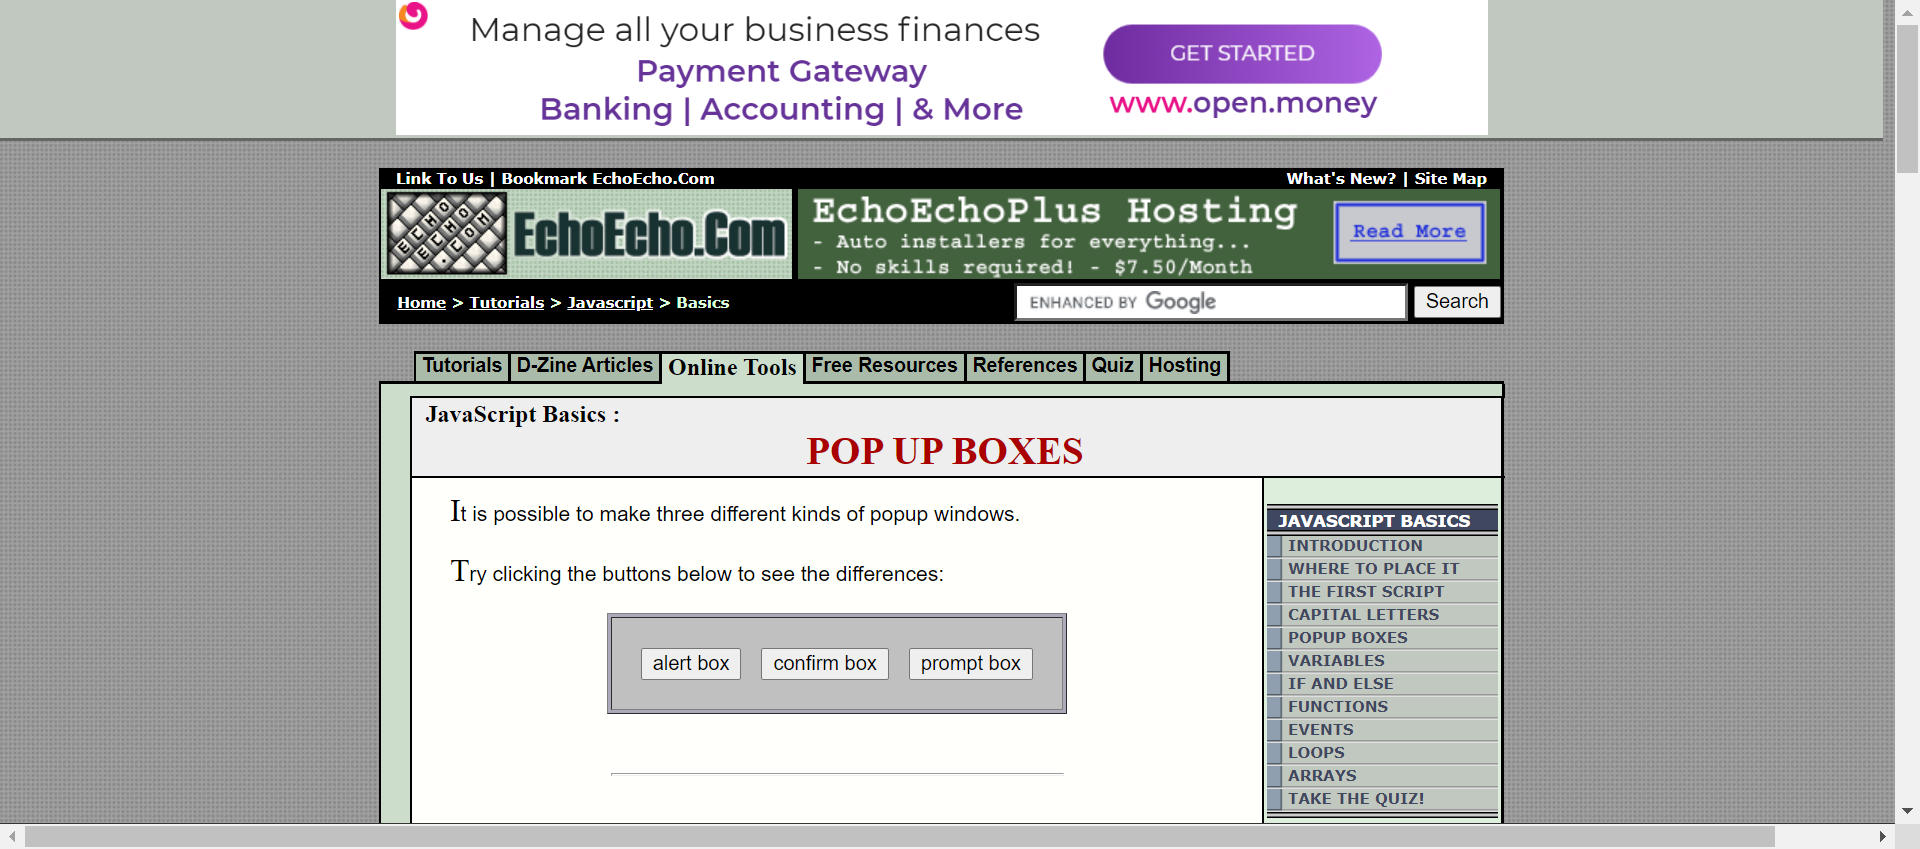 Manage all your business finances
Payment Gateway
Banking | Accounting | & More
GET STARTED
www.open.money
Link To Us | Bookmark EchoEcho.Com
What's New? | Site Map
ECHO
ECHO
.COM
EchoEcho.Com
EchoEchoPlus Hosting
- Auto installers for everything...
- No skills required! - $7.50/Month
Read More
Home > Tutorials > Javascript > Basics
ENHANCED BY Google
Search
Tutorials
D-Zine Articles
Online Tools
Free Resources
References
Quiz
Hosting
JavaScript Basics :
POP UP BOXES
It is possible to make three different kinds of popup windows.
Try clicking the buttons below to see the differences:
alert box
confirm box
prompt box
JAVASCRIPT BASICS
INTRODUCTION
WHERE TO PLACE IT
THE FIRST SCRIPT
CAPITAL LETTERS
POPUP BOXES
VARIABLES
IF AND ELSE
FUNCTIONS
EVENTS
LOOPS
ARRAYS
TAKE THE QUIZ!